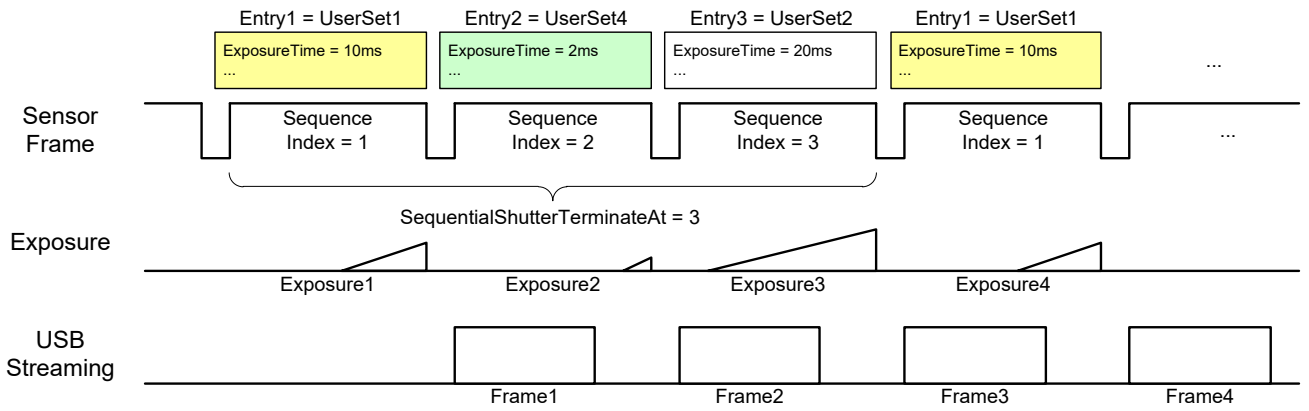 Entry1 = UserSet1
Entry2 = UserSet4
Entry3 = UserSet2
Entry1 = UserSet1
ExposureTime = 10ms
...
ExposureTime = 2ms
...
ExposureTime = 20ms
...
ExposureTime = 10ms
...
...
Sensor
Frame
Sequence
Index = 1
Sequence
Index = 2
Sequence
Index = 3
Sequence
Index = 1
...
SequentialShutterTerminateAt = 3
Exposure
Exposure1
Exposure2
Exposure3
Exposure4
USB
Streaming
Frame1
Frame2
Frame3
Frame4